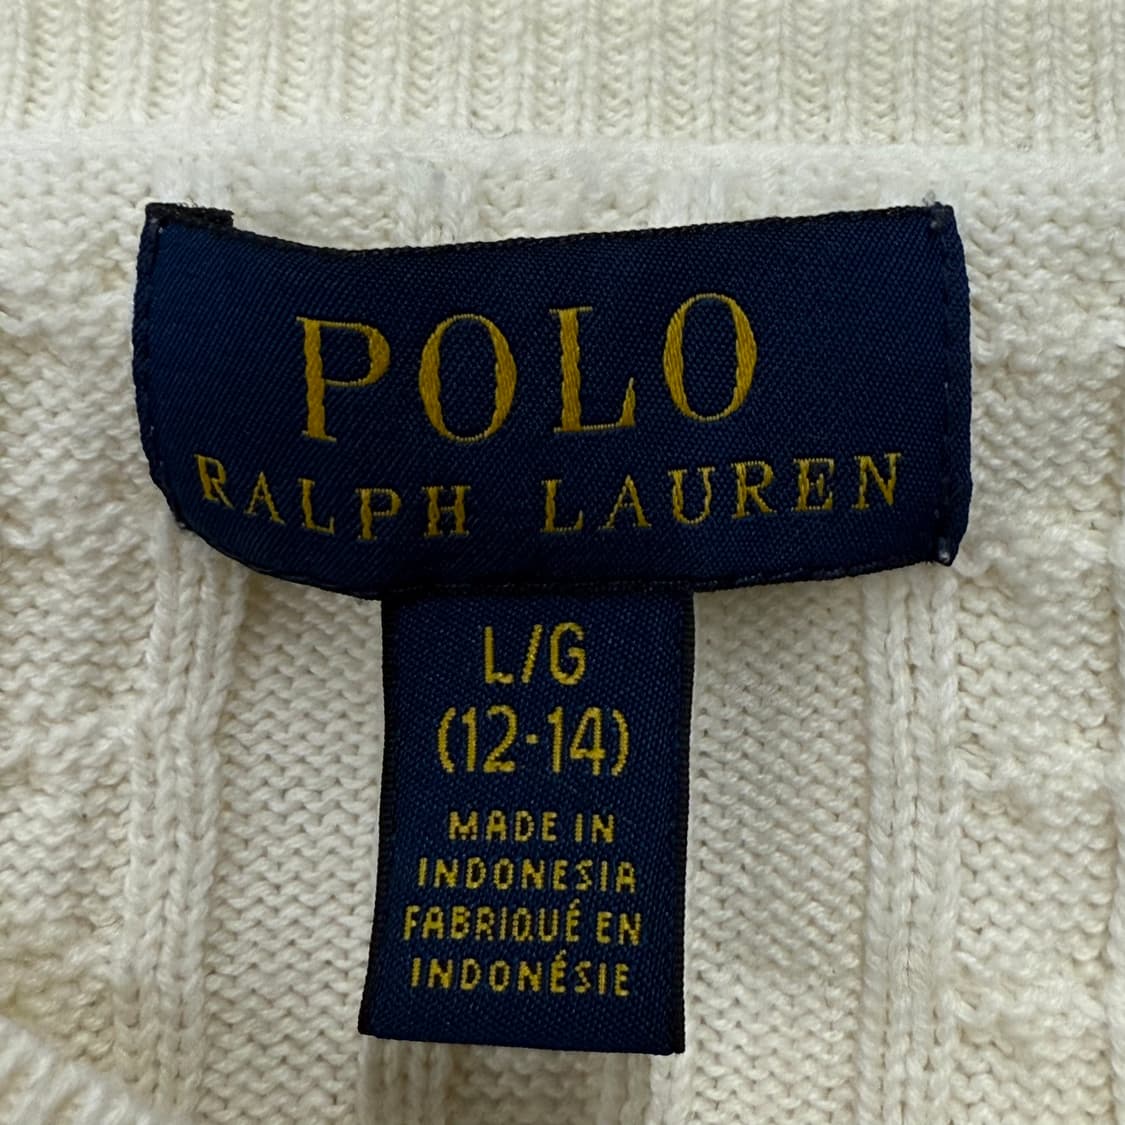 POLO
RALPH LAUREN
L/G
(12-14)
MADE IN
INDONESIA
FABRIQUÉ EN
INDONÉSIE